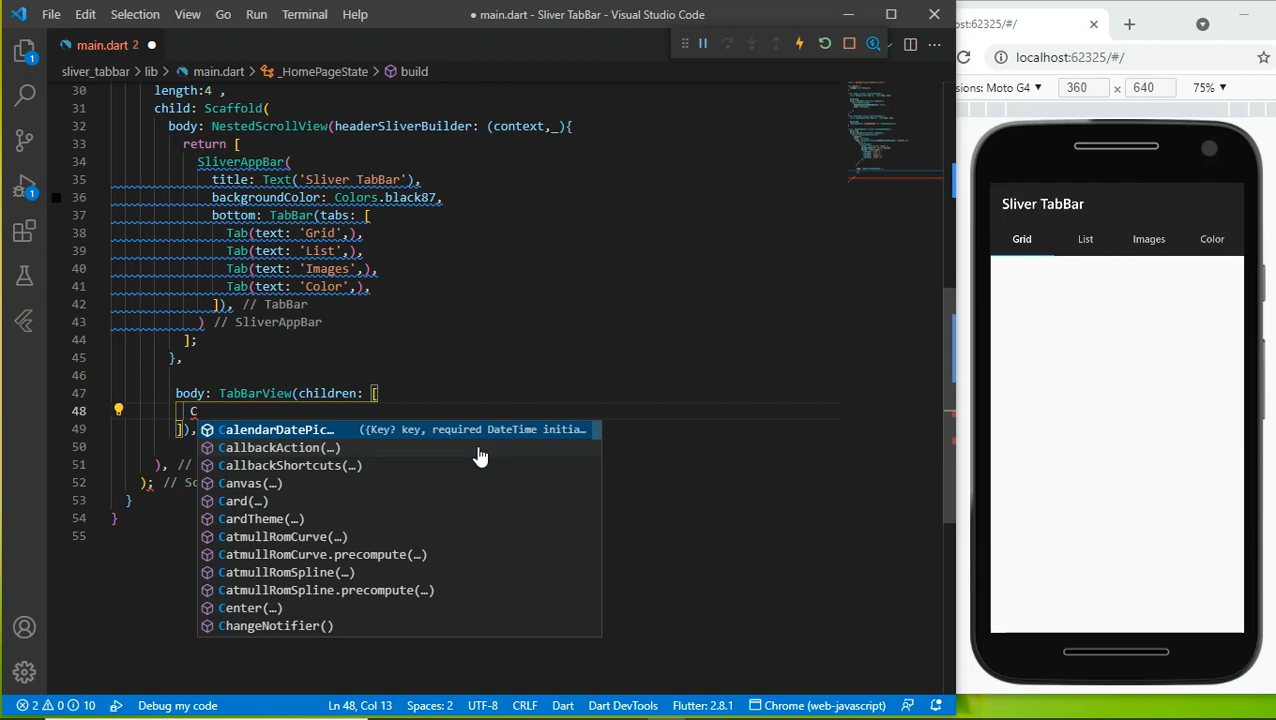 File Edit Selection View Go Run Terminal Help
● main.dart - Sliver TabBar - Visual Studio Code
main.dart 2 ●
sliver_tabbar > lib > main.dart > _HomePageState > build
30 length:4 ,
31 child: Scaffold(
32 body: NestedScrollView(headerSliverBuilder: (context,_){
33 return [
34 SliverAppBar(
35 title: Text('Sliver TabBar'),
36 backgroundColor: Colors.black87,
37 bottom: TabBar(tabs: [
38 Tab(text: 'Grid',),
39 Tab(text: 'List',),
40 Tab(text: 'Images',),
41 Tab(text: 'Color',),
42 ]), // TabBar
43 ) // SliverAppBar
44 ];
45 },
46
47 body: TabBarView(children: [
48 C
49 ]),
CalendarDatePic… ({Key? key, required DateTime initia…
50
CallbackAction(…)
51 ), //
CallbackShortcuts(…)
52 ); // Sc
Canvas(…)
53 }
Card(…)
54 }
CardTheme(…)
55
CatmullRomCurve(…)
CatmullRomCurve.precompute(…)
CatmullRomSpline(…)
CatmullRomSpline.precompute(…)
Center(…)
ChangeNotifier()
1
1
2 0 10 Debug my code Ln 48, Col 13 Spaces: 2 UTF-8 CRLF Dart Dart DevTools Flutter: 2.8.1 Chrome (web-javascript)
ost:62325/#/
localhost:62325/#/
sions: Moto G4 ▼ 360 × 640 75% ▼
Sliver TabBar
Grid List Images Color